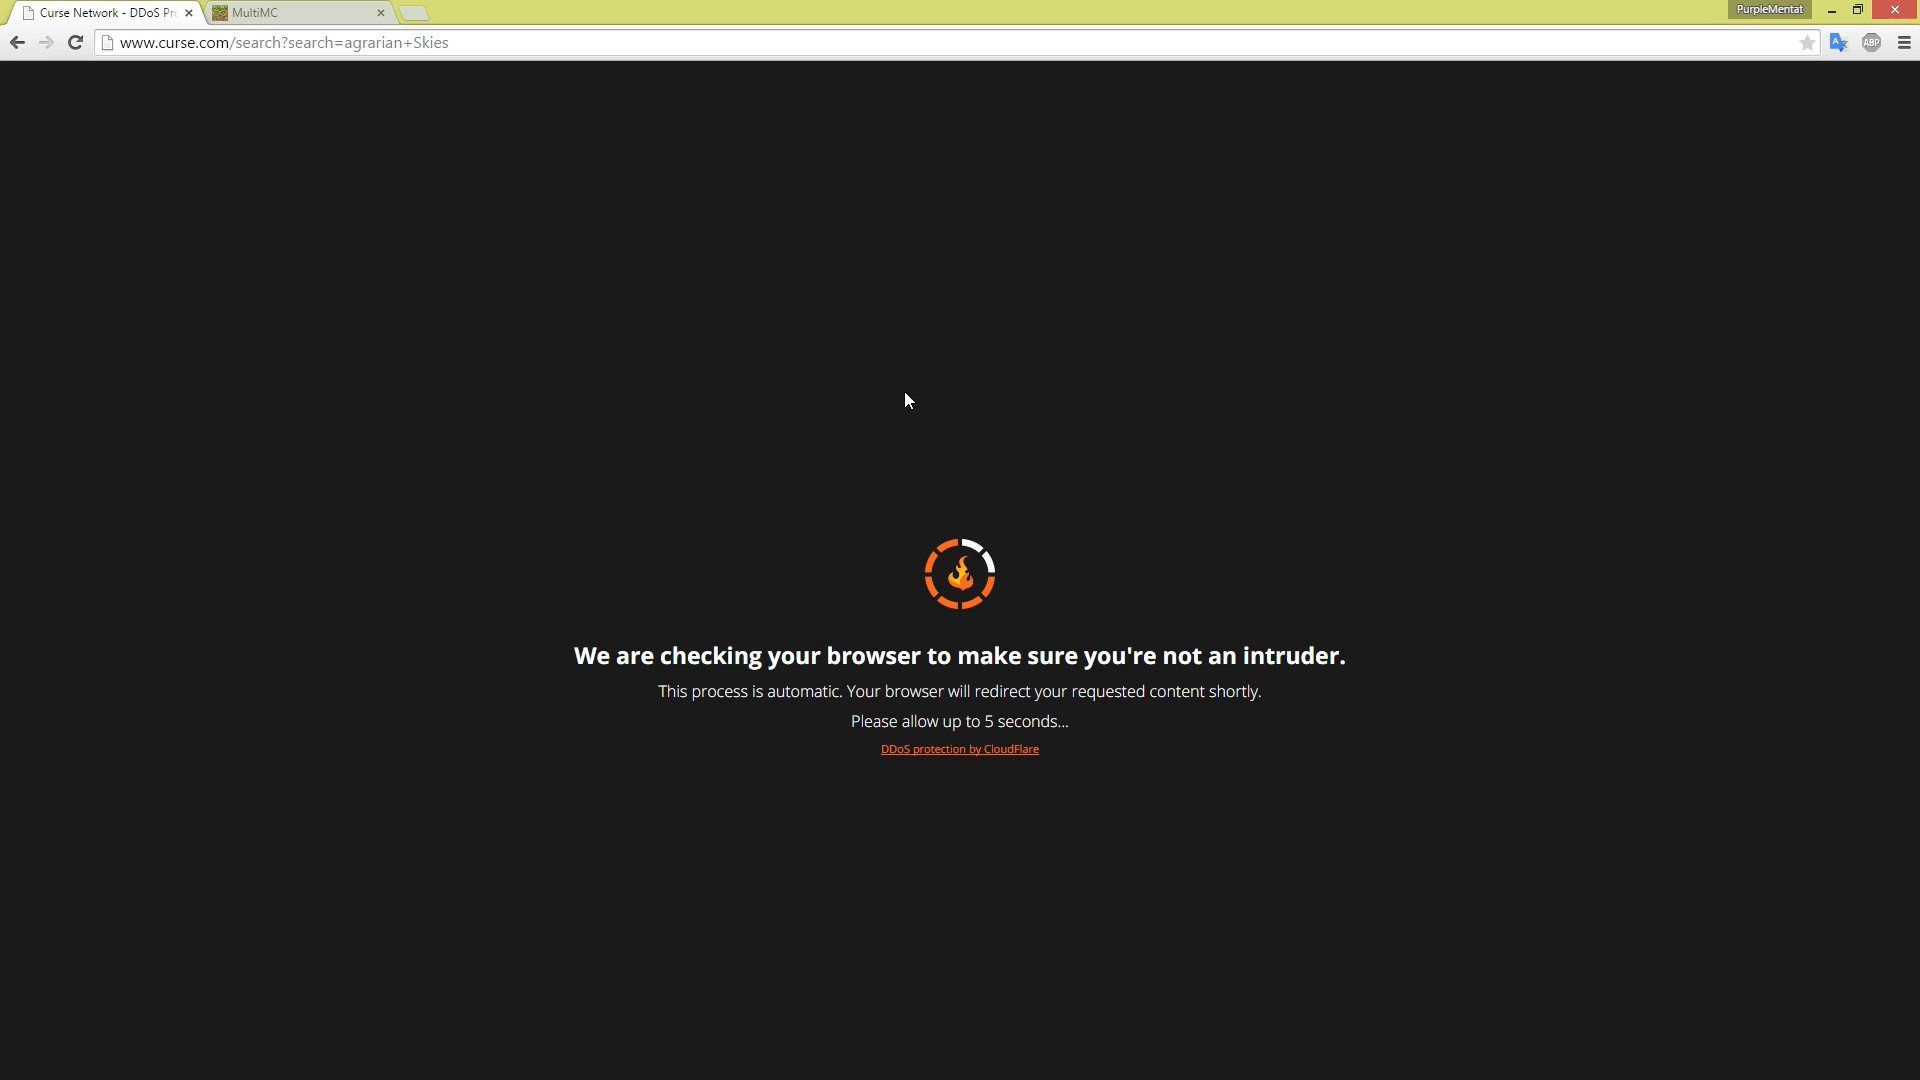 Curse Network - DDoS Pr
MultiMC
PurpleMentat
www.curse.com/search?search=agrarian+Skies
A
ABP
We are checking your browser to make sure you're not an intruder.
This process is automatic. Your browser will redirect your requested content shortly.
Please allow up to 5 seconds...
DDoS protection by CloudFlare